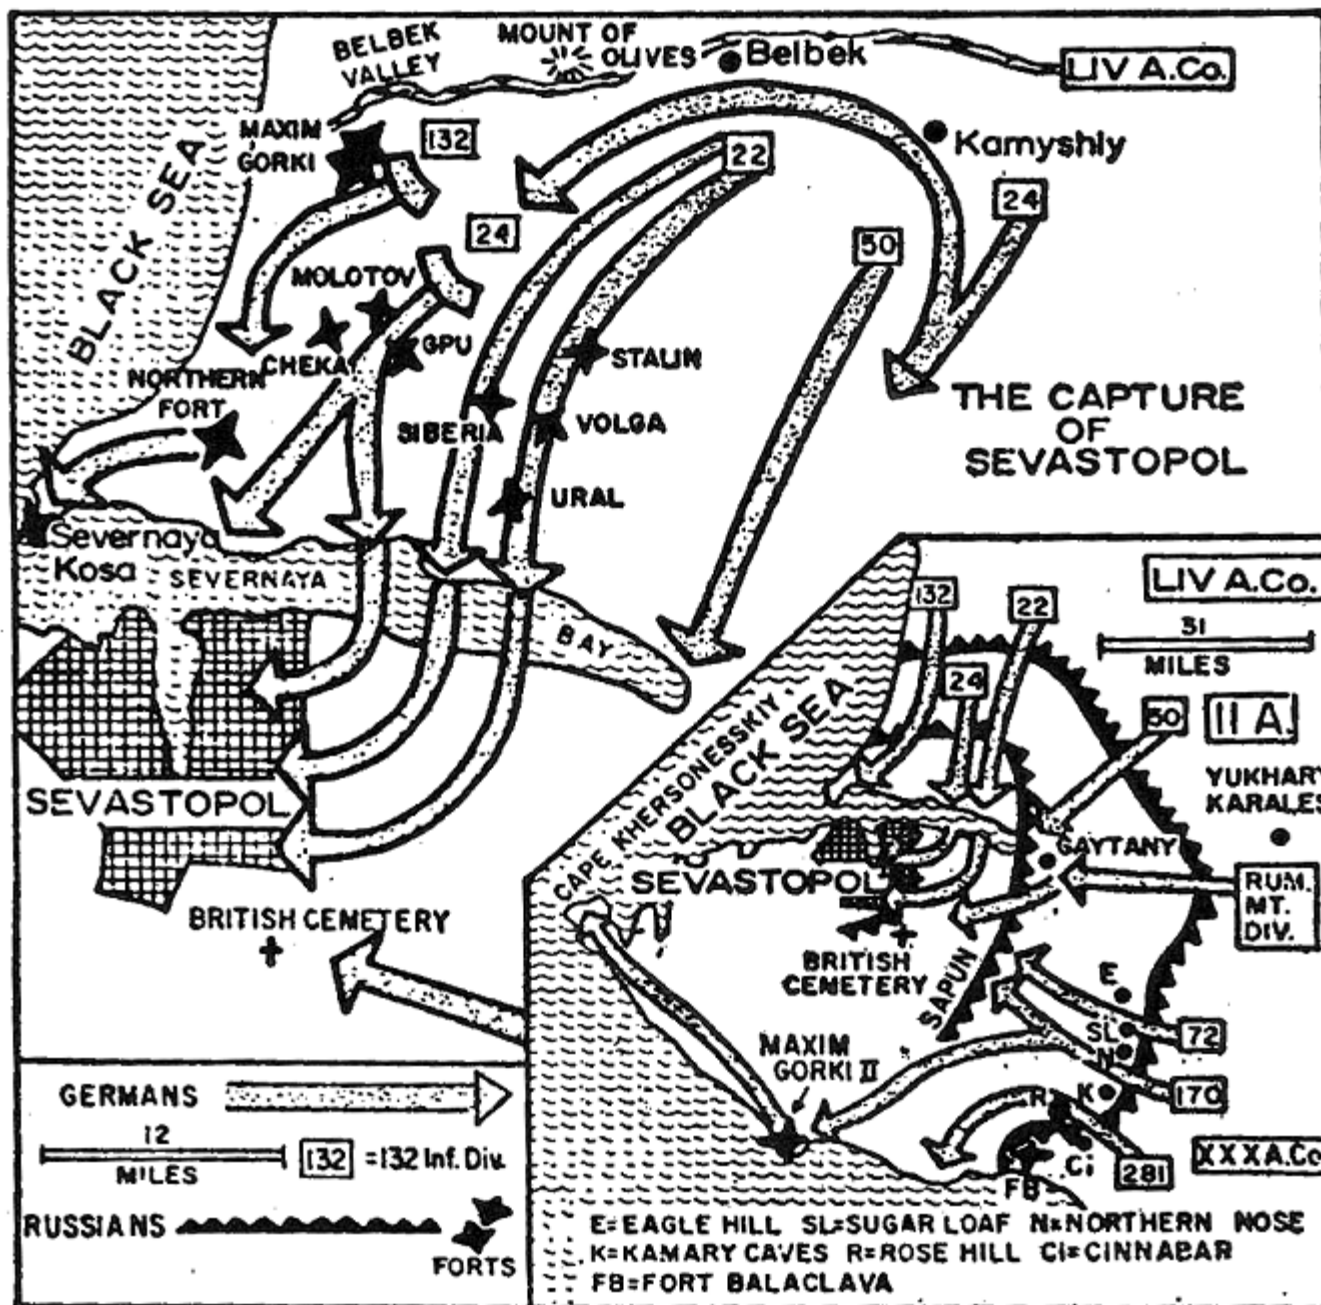 BELBEK
VALLEY
MOUNT OF
OLIVES
Belbek
LIV A.Co.
MAXIM
GORKI
132
22
Kamyshly
24
BLACK SEA
24
50
MOLOTOV
GPU
CHEKA
STALIN
NORTHERN
FORT
SIBERIA
VOLGA
URAL
THE CAPTURE
OF
SEVASTOPOL
Severnaya
Kosa
SEVERNAYA
BAY
SEVASTOPOL
BRITISH CEMETERY
GERMANS
12
MILES
132 =132 Inf. Div.
RUSSIANS
FORTS
LIV A.Co.
31
MILES
132
22
24
50
11 A.
YUKHARY
KARALES
CAPE KHERSONESSKIY
BLACK SEA
GAYTANY
SEVASTOPOL
RUM.
MT.
DIV.
BRITISH
CEMETERY
SAPUN
E
SL
72
N
MAXIM
GORKI II
K
170
R
Ci
281
XXX A.Co
FB
E=EAGLE HILL SL=SUGAR LOAF N=NORTHERN NOSE
K=KAMARY CAVES R=ROSE HILL Ci=CINNABAR
FB=FORT BALACLAVA